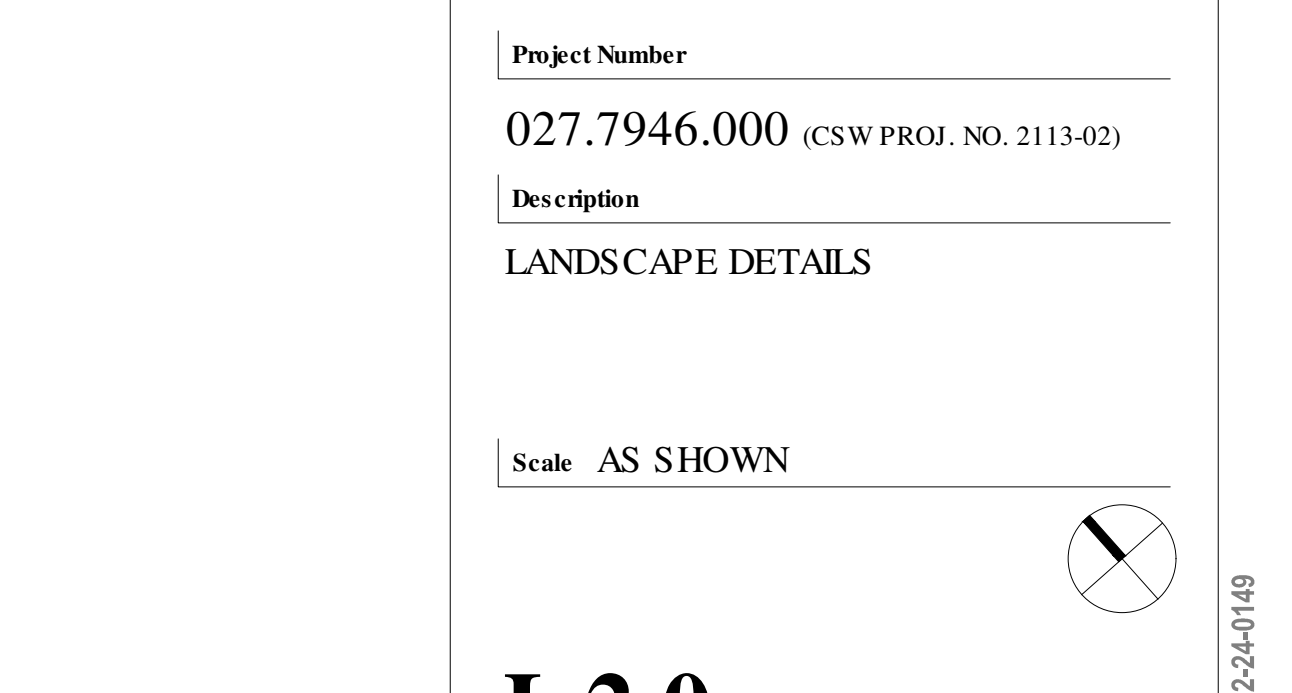 Project Number
027.7946.000 (CSW PROJ. NO. 2113-02)
Description
LANDSCAPE DETAILS
Scale AS SHOWN
2-24-0149